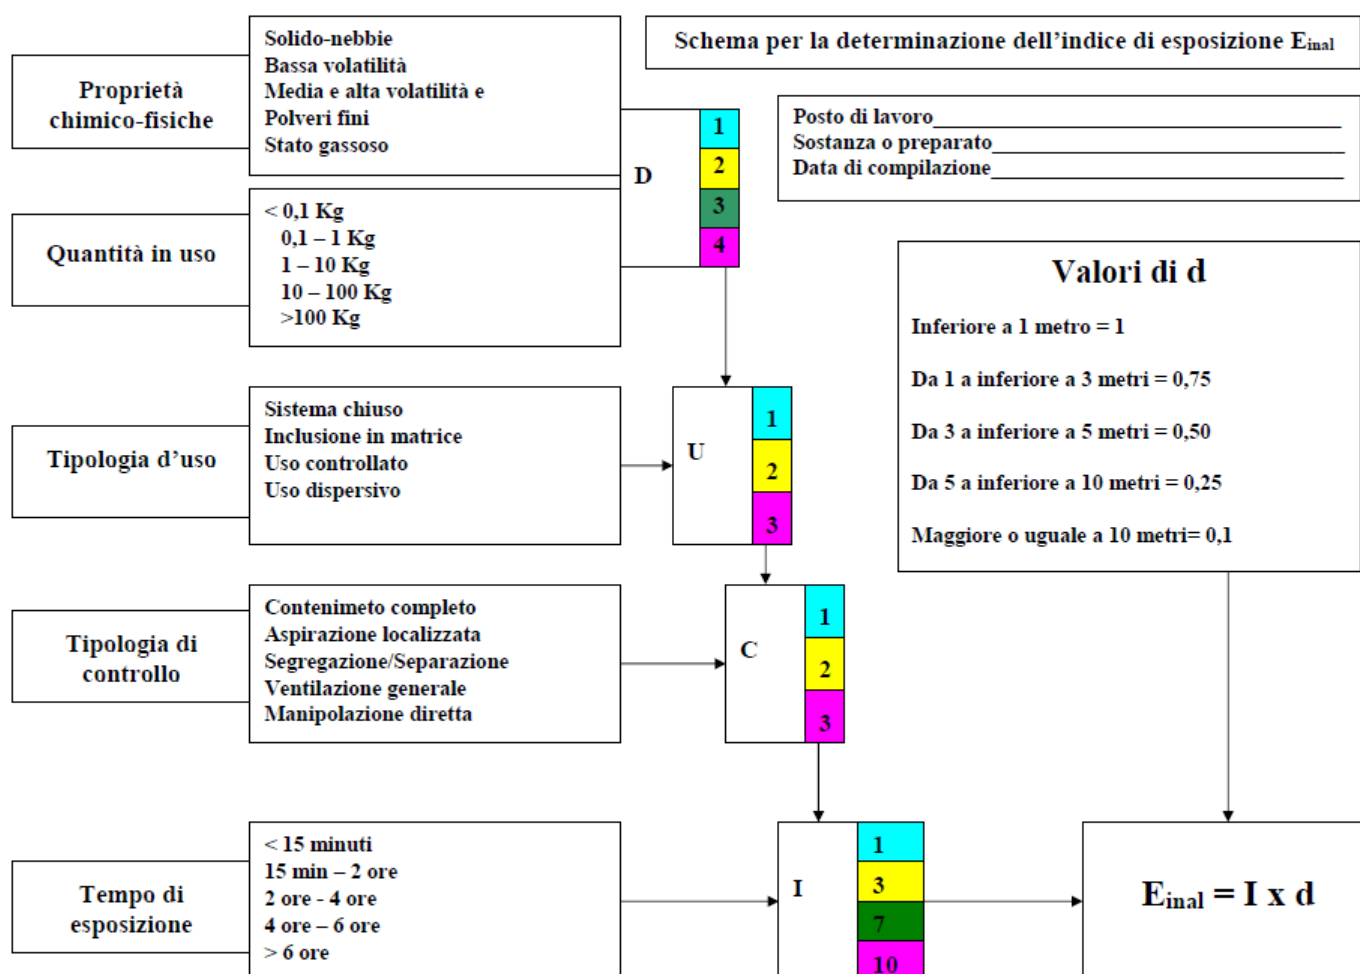 Schema per la determinazione dell'indice di esposizione Einal
Posto di lavoro
Sostanza o preparato
Data di compilazione
Proprietà
chimico-fisiche
Solido-nebbie
Bassa volatilità
Media e alta volatilità e
Polveri fini
Stato gassoso
D
1
2
3
4
Quantità in uso
< 0,1 Kg
0,1 – 1 Kg
1 – 10 Kg
10 – 100 Kg
>100 Kg
Valori di d
Inferiore a 1 metro = 1
Da 1 a inferiore a 3 metri = 0,75
Da 3 a inferiore a 5 metri = 0,50
Da 5 a inferiore a 10 metri = 0,25
Maggiore o uguale a 10 metri= 0,1
Tipologia d'uso
Sistema chiuso
Inclusione in matrice
Uso controllato
Uso dispersivo
U
1
2
3
Tipologia di
controllo
Contenimeto completo
Aspirazione localizzata
Segregazione/Separazione
Ventilazione generale
Manipolazione diretta
C
1
2
3
Tempo di
esposizione
< 15 minuti
15 min – 2 ore
2 ore - 4 ore
4 ore – 6 ore
> 6 ore
I
1
3
7
10
Einal = I x d